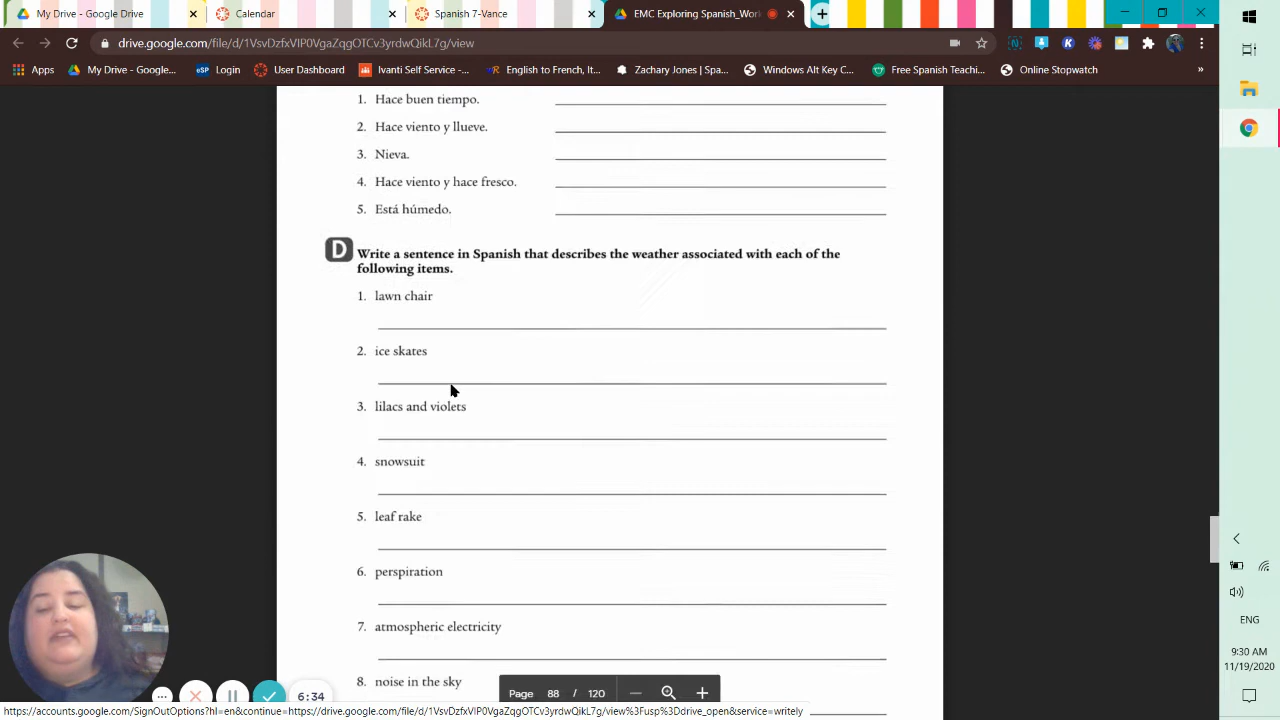 My Drive - Google Drive
Calendar
Spanish 7-Vance
EMC Exploring Spanish_Wor
drive.google.com/file/d/1VsvDzfxVIP0VgaZqgOTCv3yrdwQikL7g/view
Apps
My Drive - Google...
eSP
Login
User Dashboard
Ivanti Self Service -...
English to French, It...
Zachary Jones | Spa...
Windows Alt Key C...
Free Spanish Teachi...
Online Stopwatch
»
1. Hace buen tiempo.
2. Hace viento y llueve.
3. Nieva.
4. Hace viento y hace fresco.
5. Está húmedo.
D Write a sentence in Spanish that describes the weather associated with each of the
following items.
1. lawn chair
2. ice skates
3. lilacs and violets
4. snowsuit
5. leaf rake
6. perspiration
7. atmospheric electricity
8. noise in the sky
Page 88 / 120
6:34
https://accounts.google.com/SignOutOptions?hl=en&continue=https://drive.google.com/file/d/1VsvDzfxVIP0VgaZqgOTCv3yrdwQikL7g/view%3Fusp%3Ddrive_open&service=writely
ENG
9:30 AM
11/19/2020